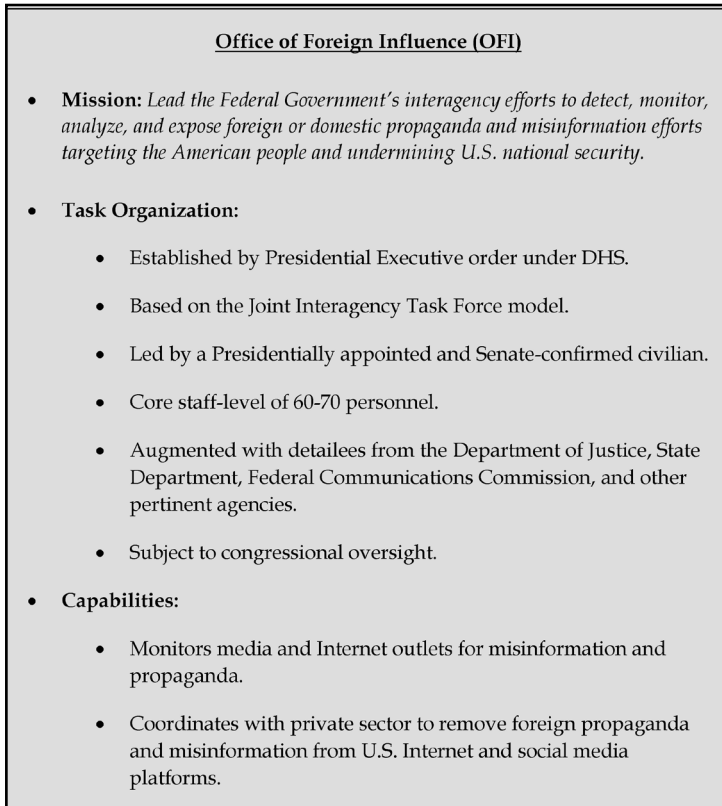 Office of Foreign Influence (OFI)
• Mission: Lead the Federal Government’s interagency efforts to detect, monitor,
analyze, and expose foreign or domestic propaganda and misinformation efforts
targeting the American people and undermining U.S. national security.
• Task Organization:
• Established by Presidential Executive order under DHS.
• Based on the Joint Interagency Task Force model.
• Led by a Presidentially appointed and Senate-confirmed civilian.
• Core staff-level of 60-70 personnel.
• Augmented with detailees from the Department of Justice, State
Department, Federal Communications Commission, and other
pertinent agencies.
• Subject to congressional oversight.
• Capabilities:
• Monitors media and Internet outlets for misinformation and
propaganda.
• Coordinates with private sector to remove foreign propaganda
and misinformation from U.S. Internet and social media
platforms.